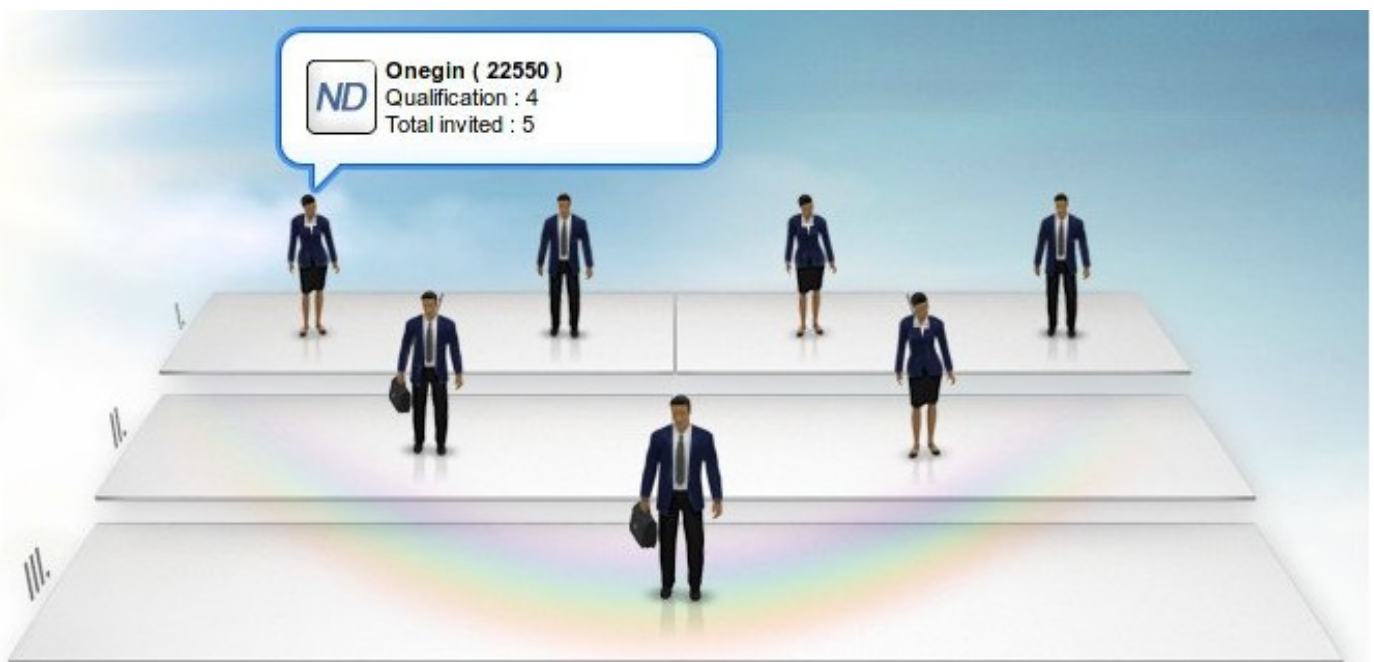 Onegin ( 22550 )
ND
Qualification : 4
Total invited : 5
I.
II.
III.